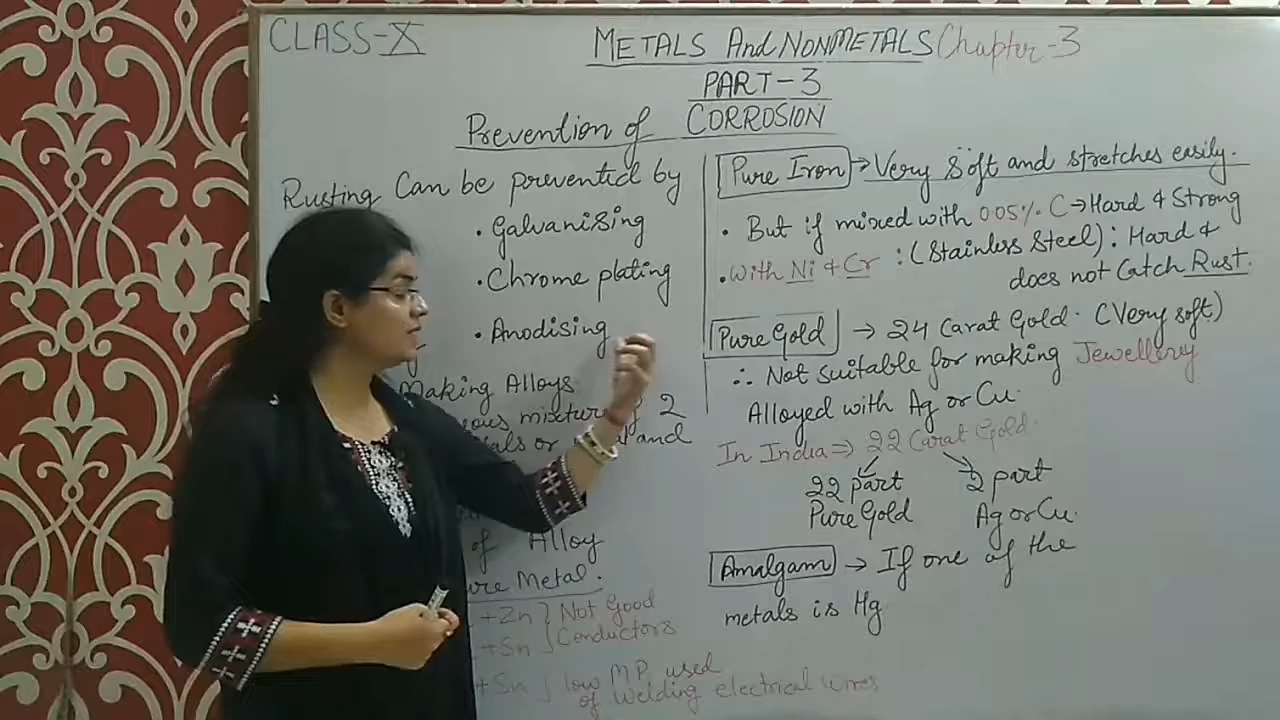 CLASS-X
METALS And NONMETALS Chapter-3
PART-3
Prevention of CORROSION
Rusting Can be prevented by
• Galvanising
• Chrome plating
• Anodising
Making Alloys
mixture 2
or and
of Alloy
Metal.
+Zn } Not Good
+Sn } Conductors
+Sn } low MP used
of welding electrical wires
Pure Iron → Very Soft and stretches easily.
• But if mixed with 0.05% C → Hard & Strong
• With Ni & Cr : (Stainless Steel) : Hard &
does not Catch Rust.
Pure Gold → 24 Carat Gold. (Very soft)
∴ Not suitable for making Jewellery
Alloyed with Ag or Cu.
In India ⇒ 22 Carat Gold.
22 part 2 part
Pure Gold Ag or Cu.
Amalgam → If one of the
metals is Hg